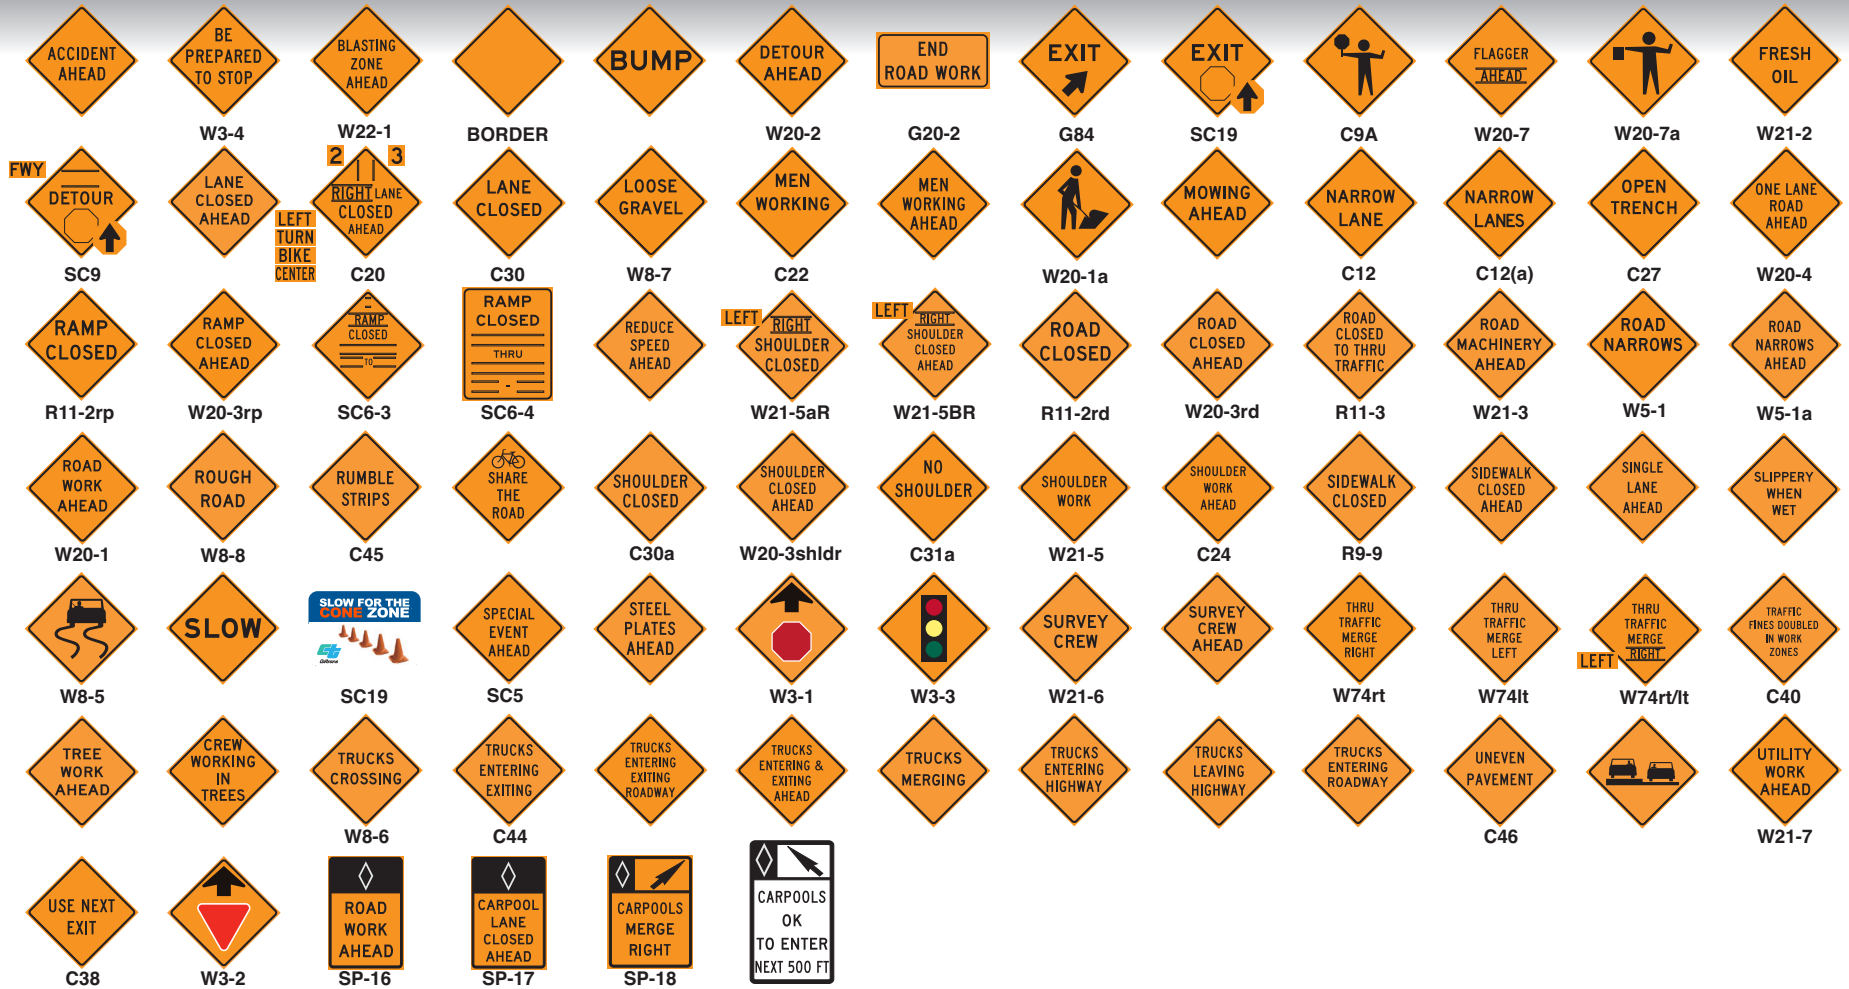 ACCIDENT
AHEAD
BE
PREPARED
TO STOP
W3-4
BLASTING
ZONE
AHEAD
W22-1
BORDER
BUMP
DETOUR
AHEAD
W20-2
END
ROAD WORK
G20-2
EXIT
G84
EXIT
SC19
C9A
FLAGGER
AHEAD
W20-7
W20-7a
FRESH
OIL
W21-2
FWY
DETOUR
SC9
LANE
CLOSED
AHEAD
2 3
RIGHT LANE
CLOSED
AHEAD
LEFT
TURN
BIKE
CENTER
C20
LANE
CLOSED
C30
LOOSE
GRAVEL
W8-7
MEN
WORKING
C22
MEN
WORKING
AHEAD
W20-1a
MOWING
AHEAD
NARROW
LANE
C12
NARROW
LANES
C12(a)
OPEN
TRENCH
C27
ONE LANE
ROAD
AHEAD
W20-4
RAMP
CLOSED
R11-2rp
RAMP
CLOSED
AHEAD
W20-3rp
RAMP
CLOSED
TO
SC6-3
RAMP
CLOSED
THRU
-
SC6-4
REDUCE
SPEED
AHEAD
LEFT
RIGHT
SHOULDER
CLOSED
W21-5aR
LEFT
RIGHT
SHOULDER
CLOSED
AHEAD
W21-5BR
ROAD
CLOSED
R11-2rd
ROAD
CLOSED
AHEAD
W20-3rd
ROAD
CLOSED
TO THRU
TRAFFIC
R11-3
ROAD
MACHINERY
AHEAD
W21-3
ROAD
NARROWS
W5-1
ROAD
NARROWS
AHEAD
W5-1a
ROAD
WORK
AHEAD
W20-1
ROUGH
ROAD
W8-8
RUMBLE
STRIPS
C45
SHARE
THE
ROAD
SHOULDER
CLOSED
C30a
SHOULDER
CLOSED
AHEAD
W20-3shldr
NO
SHOULDER
C31a
SHOULDER
WORK
W21-5
SHOULDER
WORK
AHEAD
C24
SIDEWALK
CLOSED
R9-9
SIDEWALK
CLOSED
AHEAD
SINGLE
LANE
AHEAD
SLIPPERY
WHEN
WET
W8-5
SLOW
SLOW FOR THE
CONE ZONE
ct
Caltrans
SC19
SPECIAL
EVENT
AHEAD
SC5
STEEL
PLATES
AHEAD
W3-1
W3-3
SURVEY
CREW
W21-6
SURVEY
CREW
AHEAD
THRU
TRAFFIC
MERGE
RIGHT
W74rt
THRU
TRAFFIC
MERGE
LEFT
W74lt
THRU
TRAFFIC
MERGE
RIGHT
LEFT
W74rt/lt
TRAFFIC
FINES DOUBLED
IN WORK
ZONES
C40
TREE
WORK
AHEAD
CREW
WORKING
IN
TREES
TRUCKS
CROSSING
W8-6
TRUCKS
ENTERING
EXITING
C44
TRUCKS
ENTERING
EXITING
ROADWAY
TRUCKS
ENTERING &
EXITING
AHEAD
TRUCKS
MERGING
TRUCKS
ENTERING
HIGHWAY
TRUCKS
LEAVING
HIGHWAY
TRUCKS
ENTERING
ROADWAY
UNEVEN
PAVEMENT
C46
UTILITY
WORK
AHEAD
W21-7
USE NEXT
EXIT
C38
W3-2
ROAD
WORK
AHEAD
SP-16
CARPOOL
LANE
CLOSED
AHEAD
SP-17
CARPOOLS
MERGE
RIGHT
SP-18
CARPOOLS
OK
TO ENTER
NEXT 500 FT